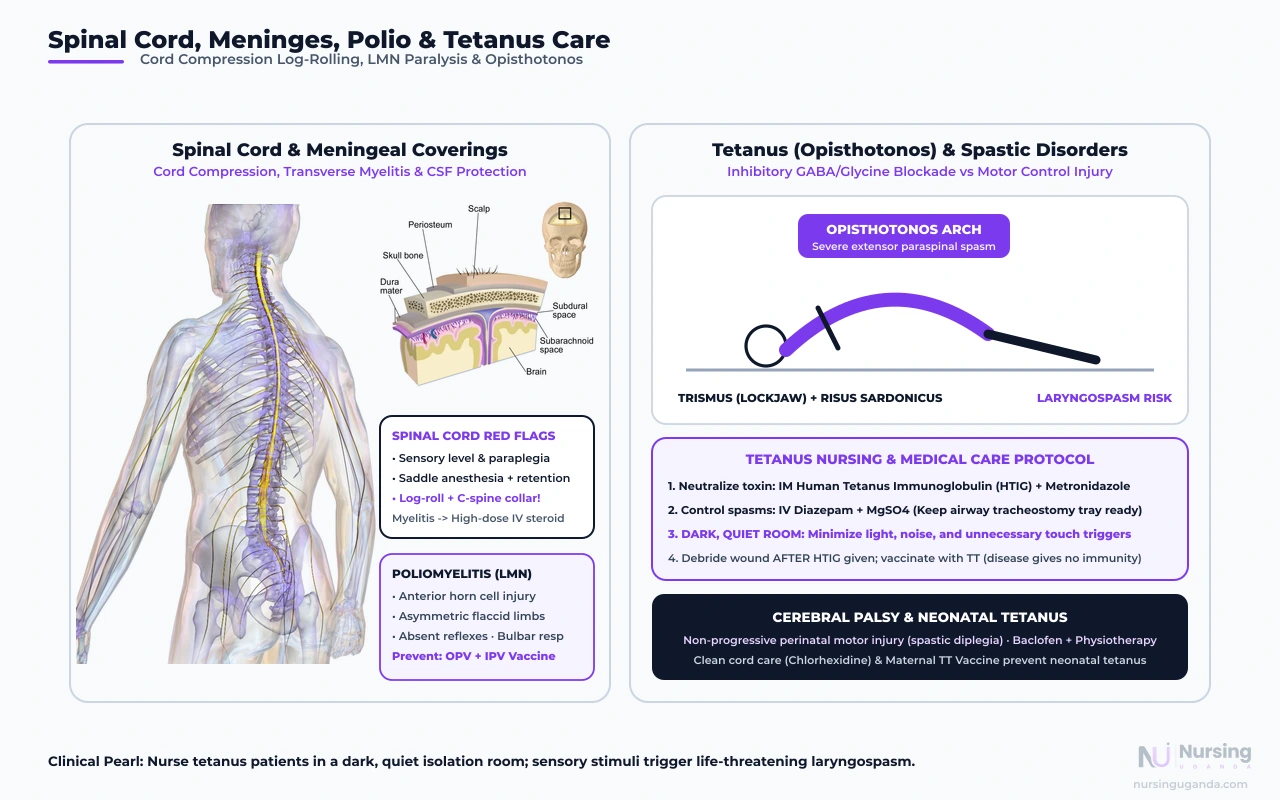 Spinal Cord, Meninges, Polio & Tetanus Care
Cord Compression Log-Rolling, LMN Paralysis & Opisthotonos
Spinal Cord & Meningeal Coverings
Cord Compression, Transverse Myelitis & CSF Protection
Scalp
Periosteum
Skull bone
Dura
mater
Subdural
space
Subarachnoid
space
Brain
SPINAL CORD RED FLAGS
• Sensory level & paraplegia
• Saddle anesthesia + retention
• Log-roll + C-spine collar!
Myelitis -> High-dose IV steroid
POLIOMYELITIS (LMN)
• Anterior horn cell injury
• Asymmetric flaccid limbs
• Absent reflexes · Bulbar resp
Prevent: OPV + IPV Vaccine
Tetanus (Opisthotonos) & Spastic Disorders
Inhibitory GABA/Glycine Blockade vs Motor Control Injury
OPISTHOTONOS ARCH
Severe extensor paraspinal spasm
TRISMUS (LOCKJAW) + RISUS SARDONICUS
LARYNGOSPASM RISK
TETANUS NURSING & MEDICAL CARE PROTOCOL
1. Neutralize toxin: IM Human Tetanus Immunoglobulin (HTIG) + Metronidazole
2. Control spasms: IV Diazepam + MgSO4 (Keep airway tracheostomy tray ready)
3. DARK, QUIET ROOM: Minimize light, noise, and unnecessary touch triggers
4. Debride wound AFTER HTIG given; vaccinate with TT (disease gives no immunity)
CEREBRAL PALSY & NEONATAL TETANUS
Non-progressive perinatal motor injury (spastic diplegia) · Baclofen + Physiotherapy
Clean cord care (Chlorhexidine) & Maternal TT Vaccine prevent neonatal tetanus
Clinical Pearl: Nurse tetanus patients in a dark, quiet isolation room; sensory stimuli trigger life-threatening laryngospasm.
NU Nursing
UGANDA
nursinguganda.com